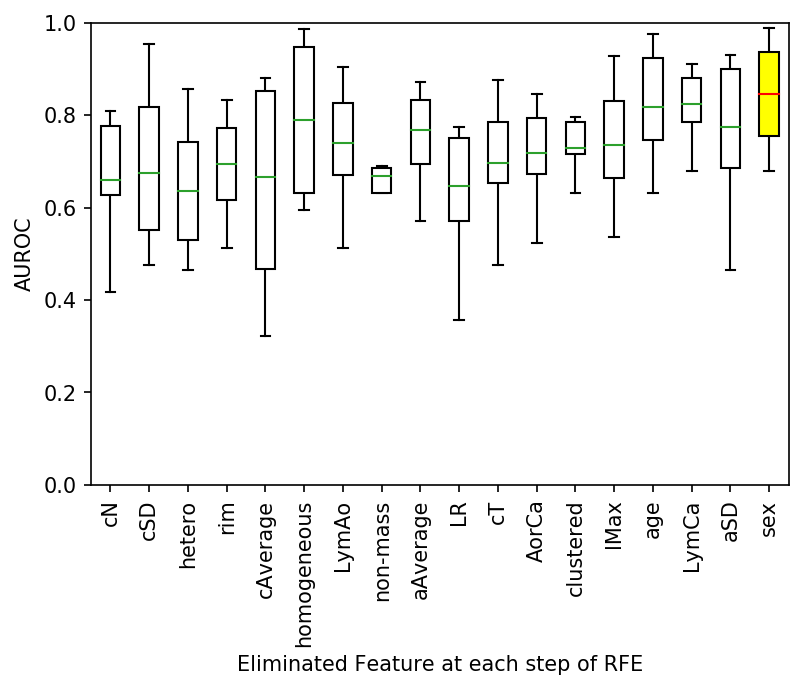 1.0
0.8
0.6
0.4
0.2
0.0
AUROC
cN
cSD
hetero
rim
cAverage
homogeneous
LymAo
non-mass
aAverage
LR
cT
AorCa
clustered
lMax
age
LymCa
aSD
sex
Eliminated Feature at each step of RFE